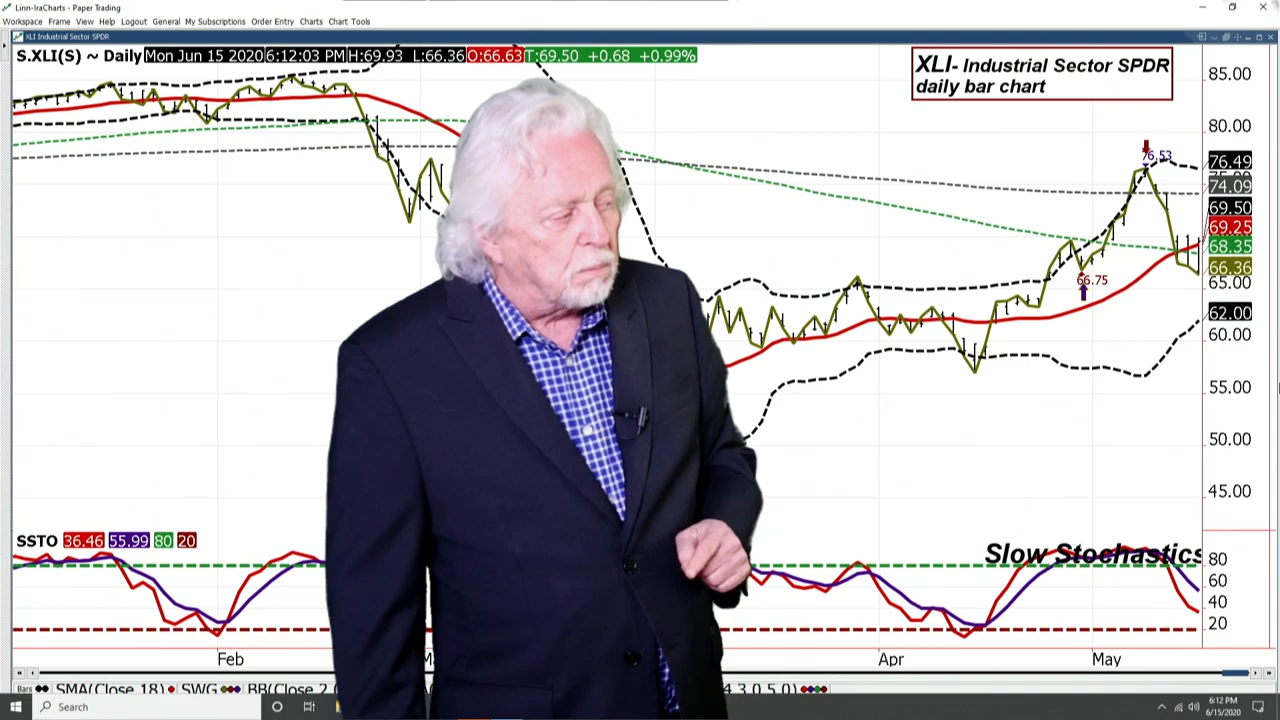 Linn-IraCharts - Paper Trading
Workspace Frame View Help Logout General My Subscriptions Order Entry Charts Chart Tools
XLI Industrial Sector SPDR
S.XLI(S) ~ Daily Mon Jun 15 2020 6:12:03 PM H:69.93 L:66.36 O:66.63 T:69.50 +0.68 +0.99%
XLI- Industrial Sector SPDR
daily bar chart
85.00
80.00
76.53
76.49
74.09
69.50
69.25
68.35
66.36
66.75
65.00
62.00
60.00
55.00
50.00
45.00
SSTO 36.46 55.99 80 20
Slow Stochastics
80
60
40
20
Feb
Apr
May
Bars SMA(Close,18) SWG
Search
6:12 PM
6/15/2020